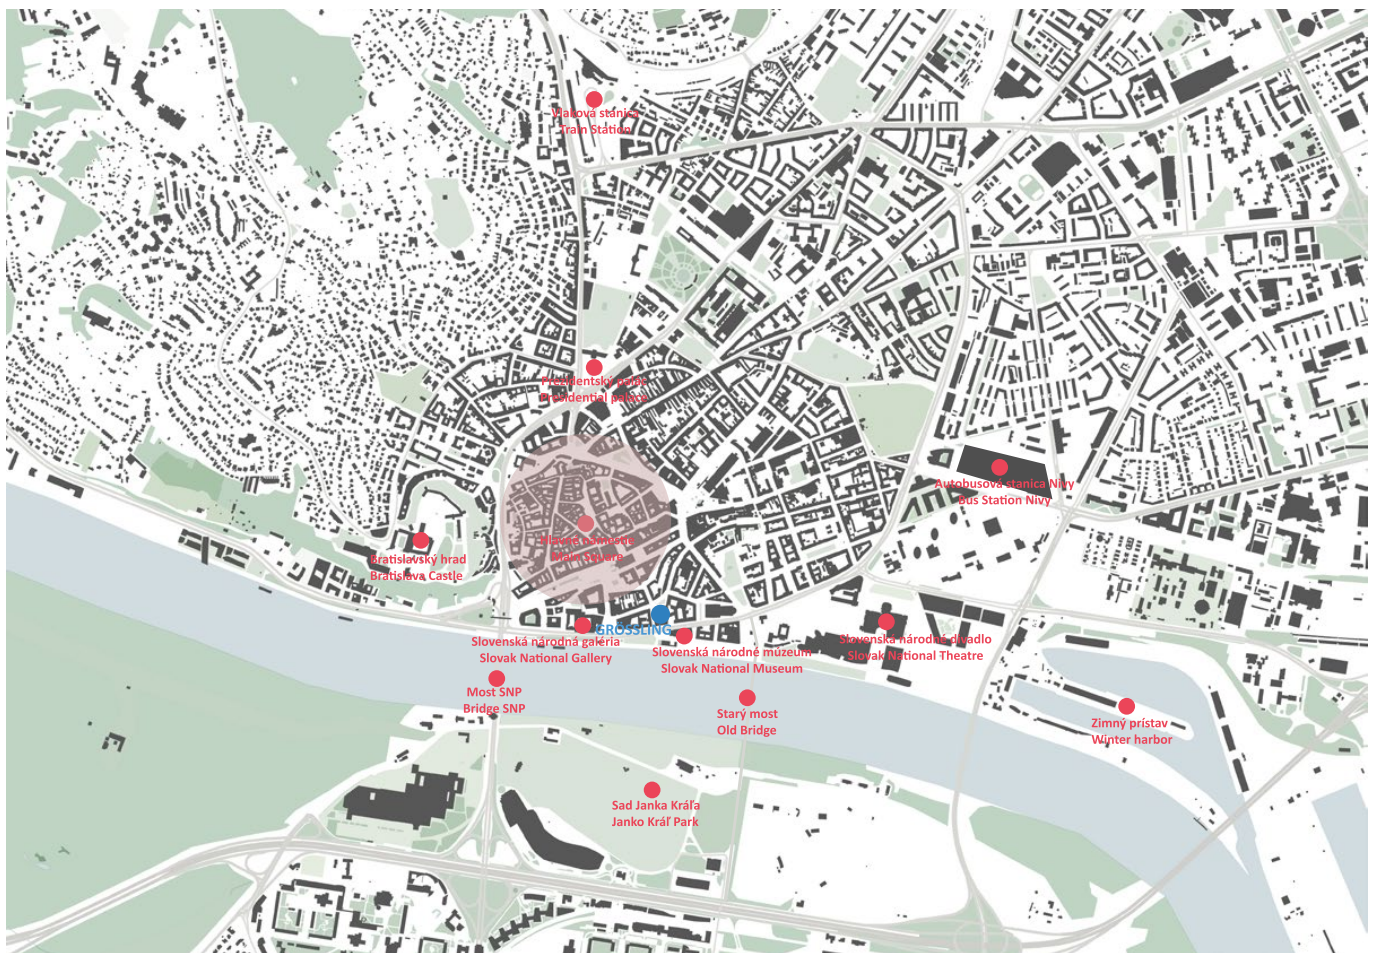 Vlaková stanica
Train Station
Prezidentský palác
Presidential palace
Autobusová stanica Nivy
Bus Station Nivy
Hlavné námestie
Main Square
Bratislavský hrad
Bratislava Castle
GRÖSSLING
Slovenská národná galéria
Slovak National Gallery
Slovenská národné múzeum
Slovak National Museum
Slovenská národné divadlo
Slovak National Theatre
Most SNP
Bridge SNP
Starý most
Old Bridge
Zimný prístav
Winter harbor
Sad Janka Kráľa
Janko Kráľ Park